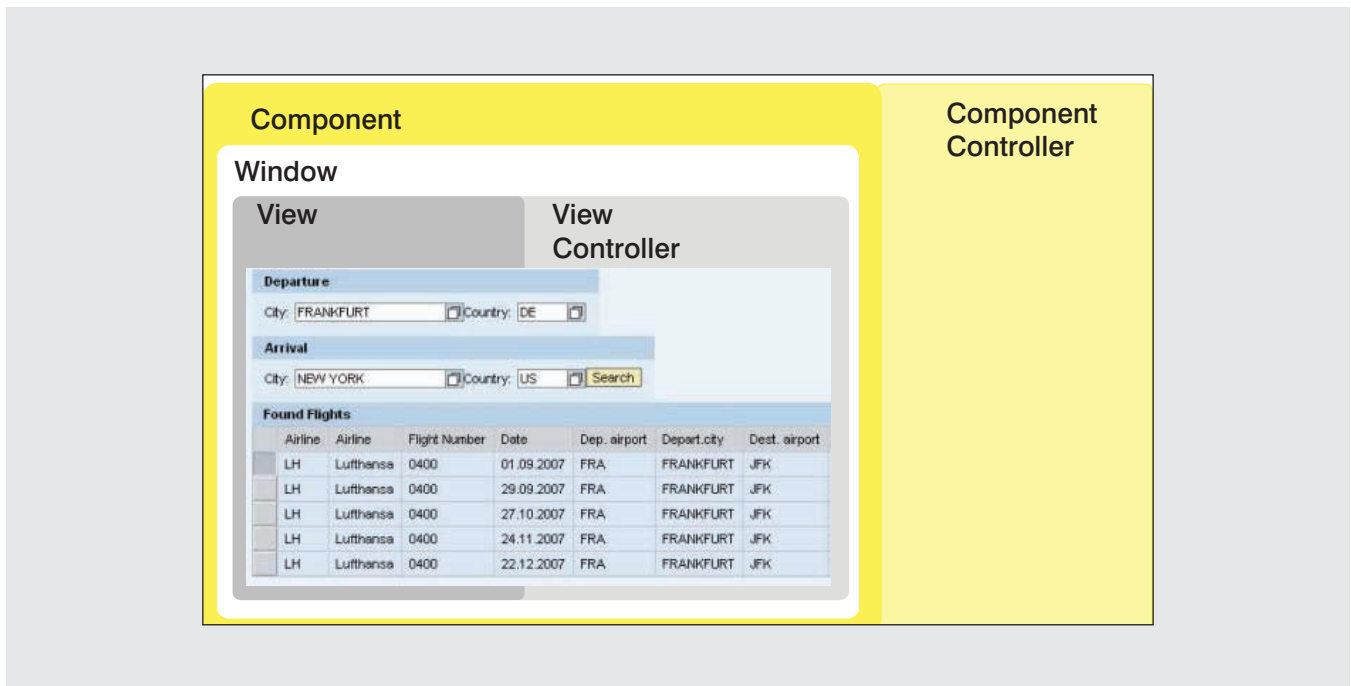 Component
Component
Controller
Window
View
View
Controller
Departure
City: FRANKFURT Country: DE
Arrival
City: NEW YORK Country: US Search
Found Flights
Airline Airline Flight Number Date Dep. airport Depart.city Dest. airport
LH Lufthansa 0400 01.09.2007 FRA FRANKFURT JFK
LH Lufthansa 0400 29.09.2007 FRA FRANKFURT JFK
LH Lufthansa 0400 27.10.2007 FRA FRANKFURT JFK
LH Lufthansa 0400 24.11.2007 FRA FRANKFURT JFK
LH Lufthansa 0400 22.12.2007 FRA FRANKFURT JFK